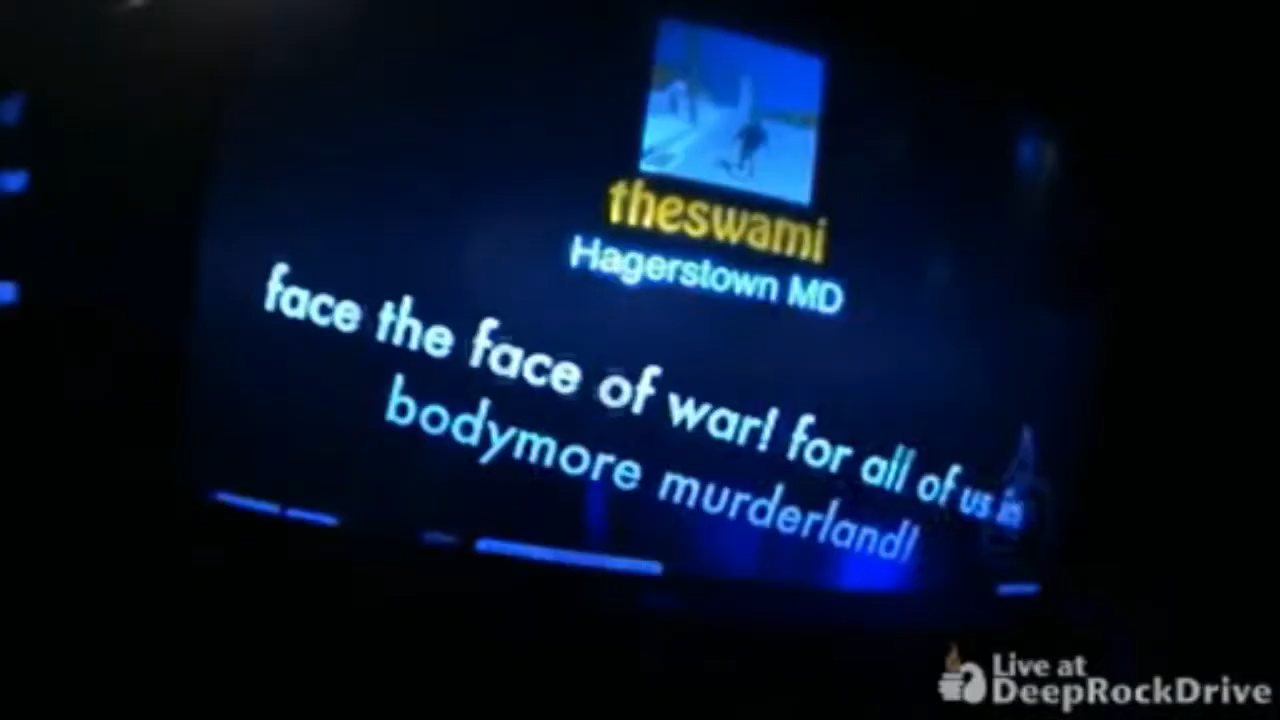 theswami
Hagerstown MD
face the face of war! for all of us in
bodymore murderland!
Live at
DeepRockDrive